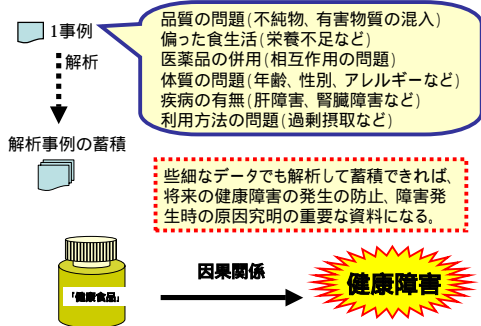 1事例
品質の問題(不純物、有害物質の混入)
偏った食生活(栄養不足など)
医薬品の併用(相互作用の問題)
体質の問題(年齢、性別、アレルギーなど)
疾病の有無(肝障害、腎臓障害など)
利用方法の問題(過剰摂取など)
解析
解析事例の蓄積
些細なデータでも解析して蓄積できれば、
将来の健康障害の発生の防止、障害発
生時の原因究明の重要な資料になる。
「健康食品」
因果関係
健康障害